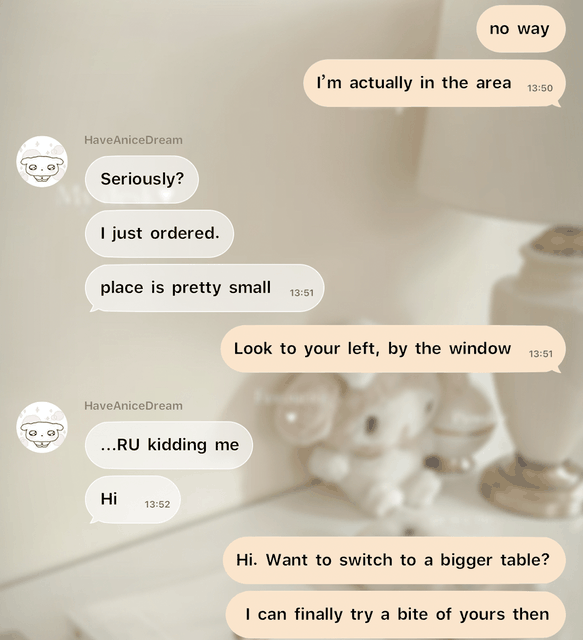 no way
I'm actually in the area
13:50
HaveAniceDream
Seriously?
I just ordered.
place is pretty small
13:51
Look to your left, by the window
13:51
HaveAniceDream
...RU kidding me
Hi
13:52
Hi. Want to switch to a bigger table?
I can finally try a bite of yours then